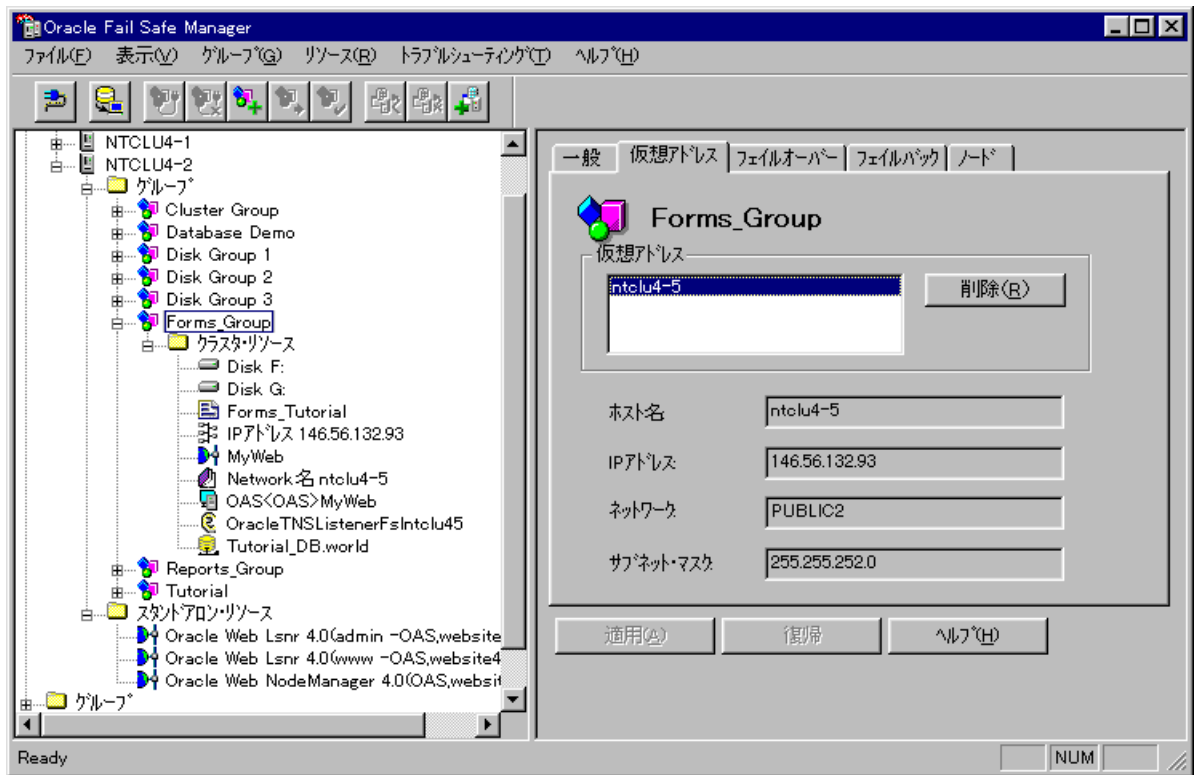 Oracle Fail Safe Manager
ファイル(F) 表示(V) グループ(G) リソース(R) トラブルシューティング(T) ヘルプ(H)
NTCLU4-1
NTCLU4-2
グループ
Cluster Group
Database Demo
Disk Group 1
Disk Group 2
Disk Group 3
Forms_Group
クラスタ・リソース
Disk F:
Disk G:
Forms_Tutorial
IPアドレス 146.56.132.93
MyWeb
Network 名 ntclu4-5
OAS<OAS>MyWeb
OracleTNSListenerFslntclu45
Tutorial_DB.world
Reports_Group
Tutorial
スタンドアロン・リソース
Oracle Web Lsnr 4.0(admin -OAS,website
Oracle Web Lsnr 4.0(www -OAS,website4
Oracle Web NodeManager 4.0(OAS,websit
グループ
一般 仮想アドレス フェイルオーバー フェイルバック ノード
Forms_Group
仮想アドレス
ntclu4-5
削除(R)
ホスト名: ntclu4-5
IPアドレス: 146.56.132.93
ネットワーク: PUBLIC2
サブネット・マスク: 255.255.252.0
適用(A) 復帰 ヘルプ(H)
Ready NUM